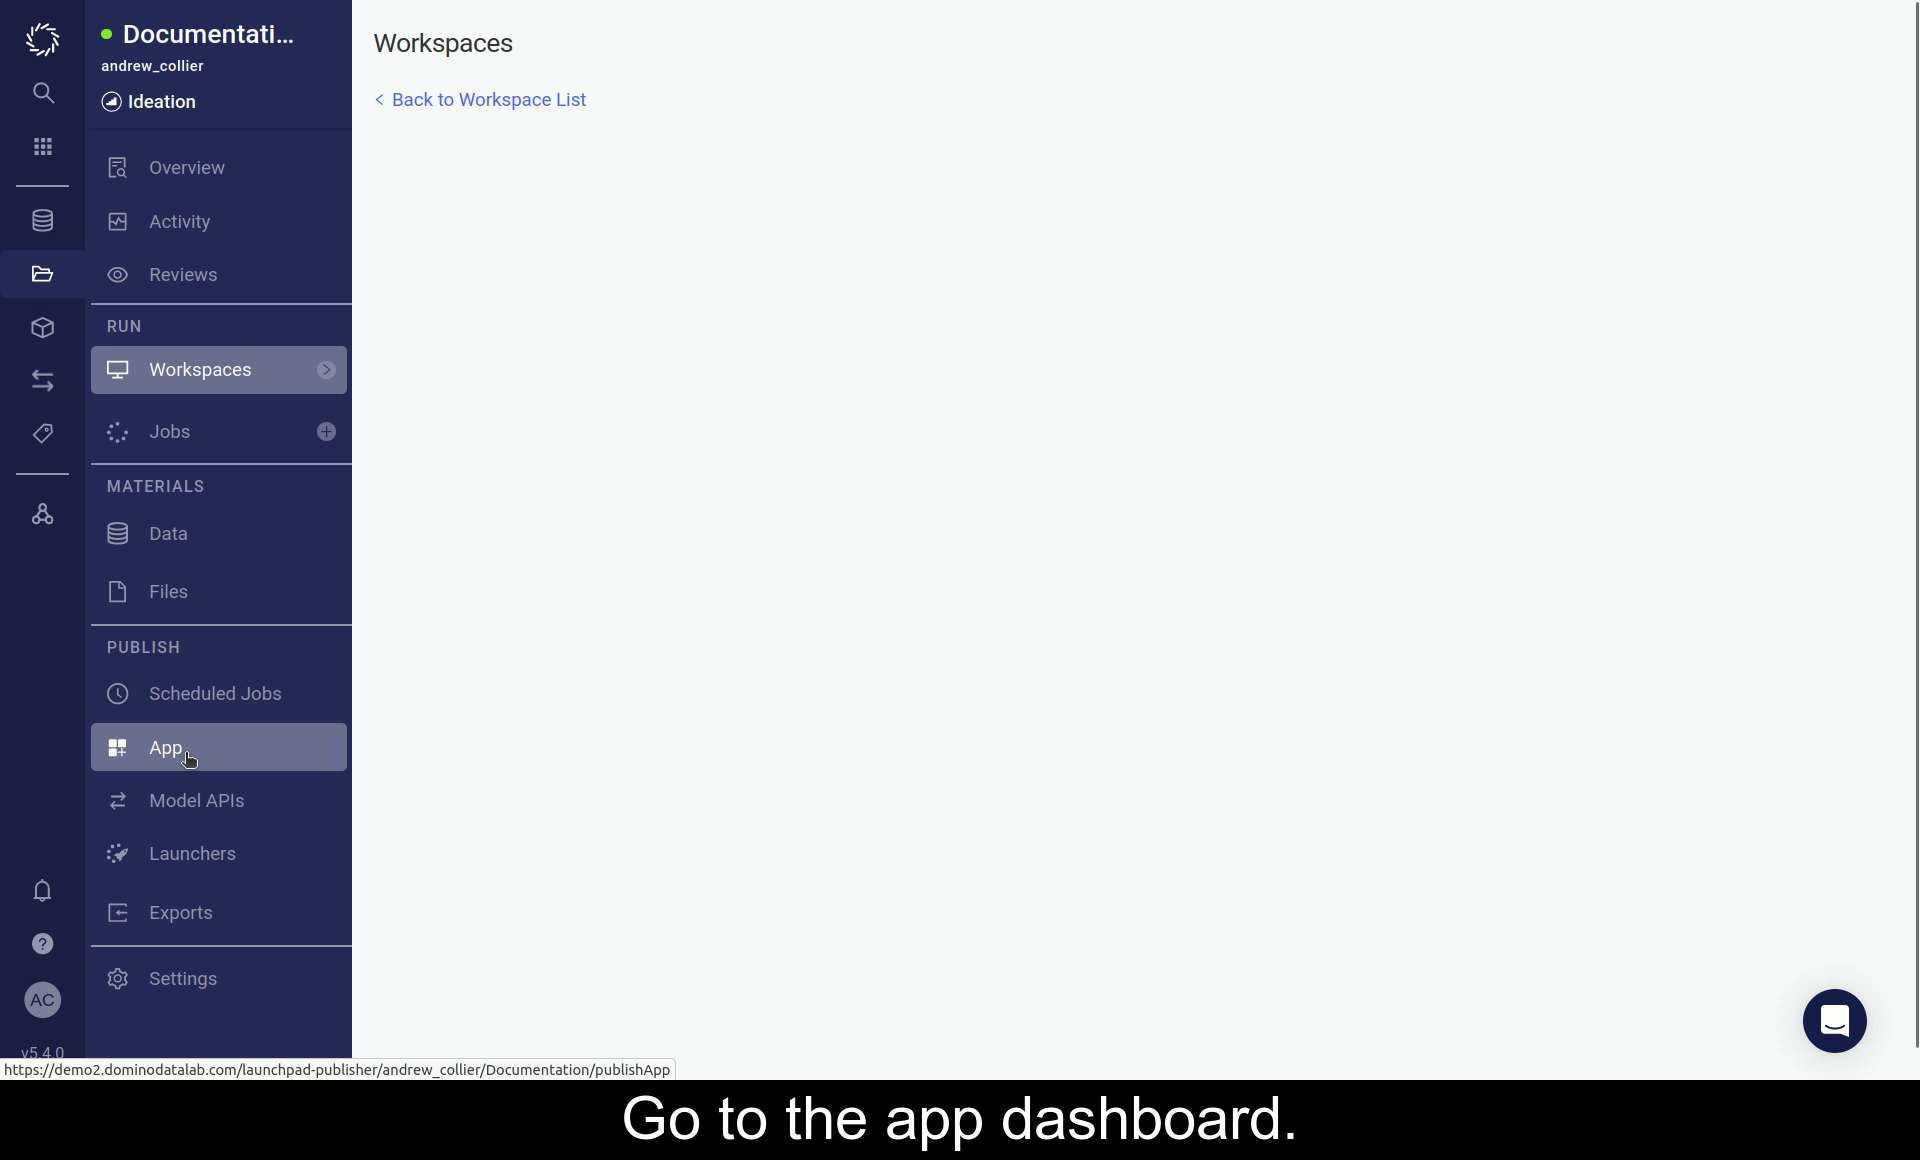 Documentati...
andrew_collier
Ideation
Overview
Activity
Reviews
RUN
Workspaces
Jobs
MATERIALS
Data
Files
PUBLISH
Scheduled Jobs
App
Model APIs
Launchers
Exports
Settings
AC
v5.4.0
Workspaces
< Back to Workspace List
https://demo2.dominodatalab.com/launchpad-publisher/andrew_collier/Documentation/publishApp
Go to the app dashboard.